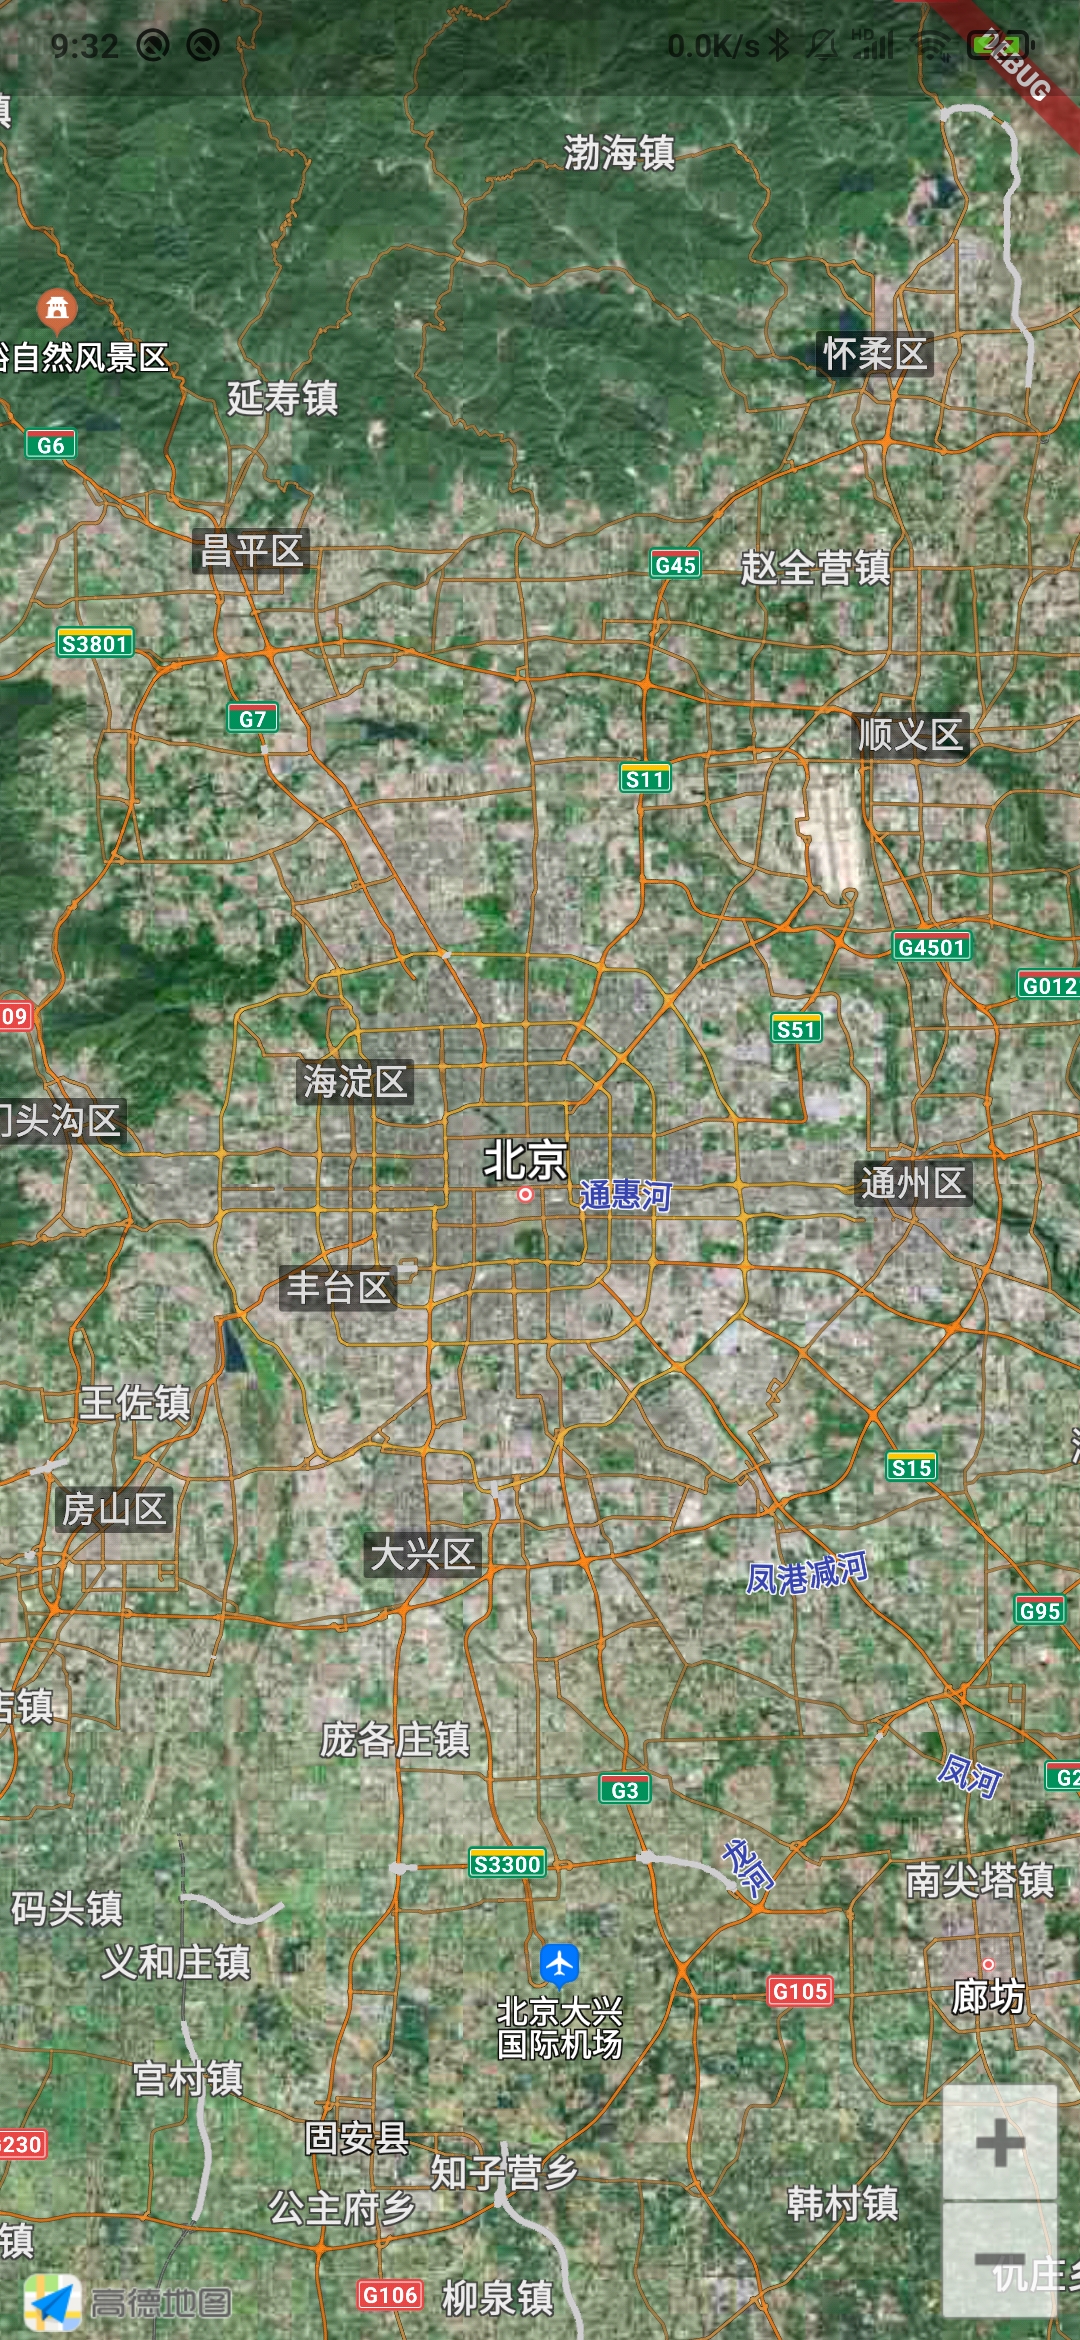 9:32
0.0K/s
HD
DEBUG
镇
渤海镇
怀柔区
自然风景区
延寿镇
G6
昌平区
G45
赵全营镇
S3801
G7
顺义区
S11
G4501
G012
09
S51
海淀区
门头沟区
北京
通惠河
通州区
丰台区
王佐镇
S15
房山区
大兴区
凤港减河
G95
店镇
庞各庄镇
凤河
G2
G3
S3300
龙河
南尖塔镇
码头镇
义和庄镇
G105
北京大兴
国际机场
廊坊
宫村镇
固安县
230
知子营乡
公主府乡
韩村镇
镇
仇庄乡
G106
柳泉镇
高德地图